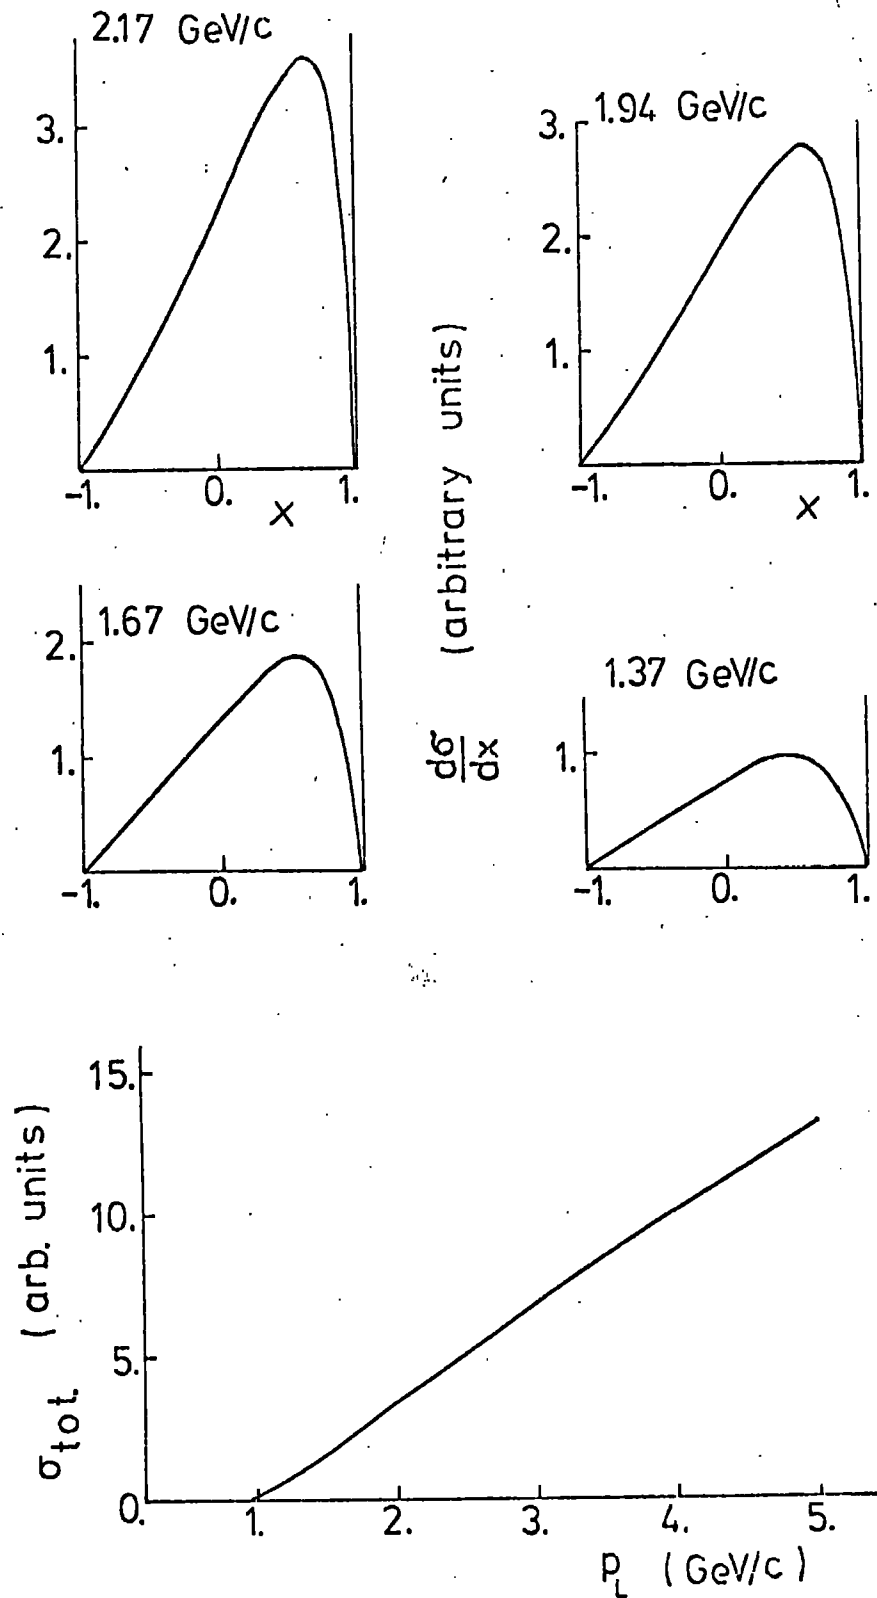 2.17 GeV/c
3.
2.
1.
-1. 0. 1.
x
1.94 GeV/c
3.
2.
1.
-1. 0. 1.
x
1.67 GeV/c
2.
1.
-1. 0. 1.
1.37 GeV/c
1.
-1. 0. 1.
dσ/dx (arbitrary units)
15.
10.
5.
0.
1. 2. 3. 4. 5.
σtot. (arb. units)
pL (GeV/c)